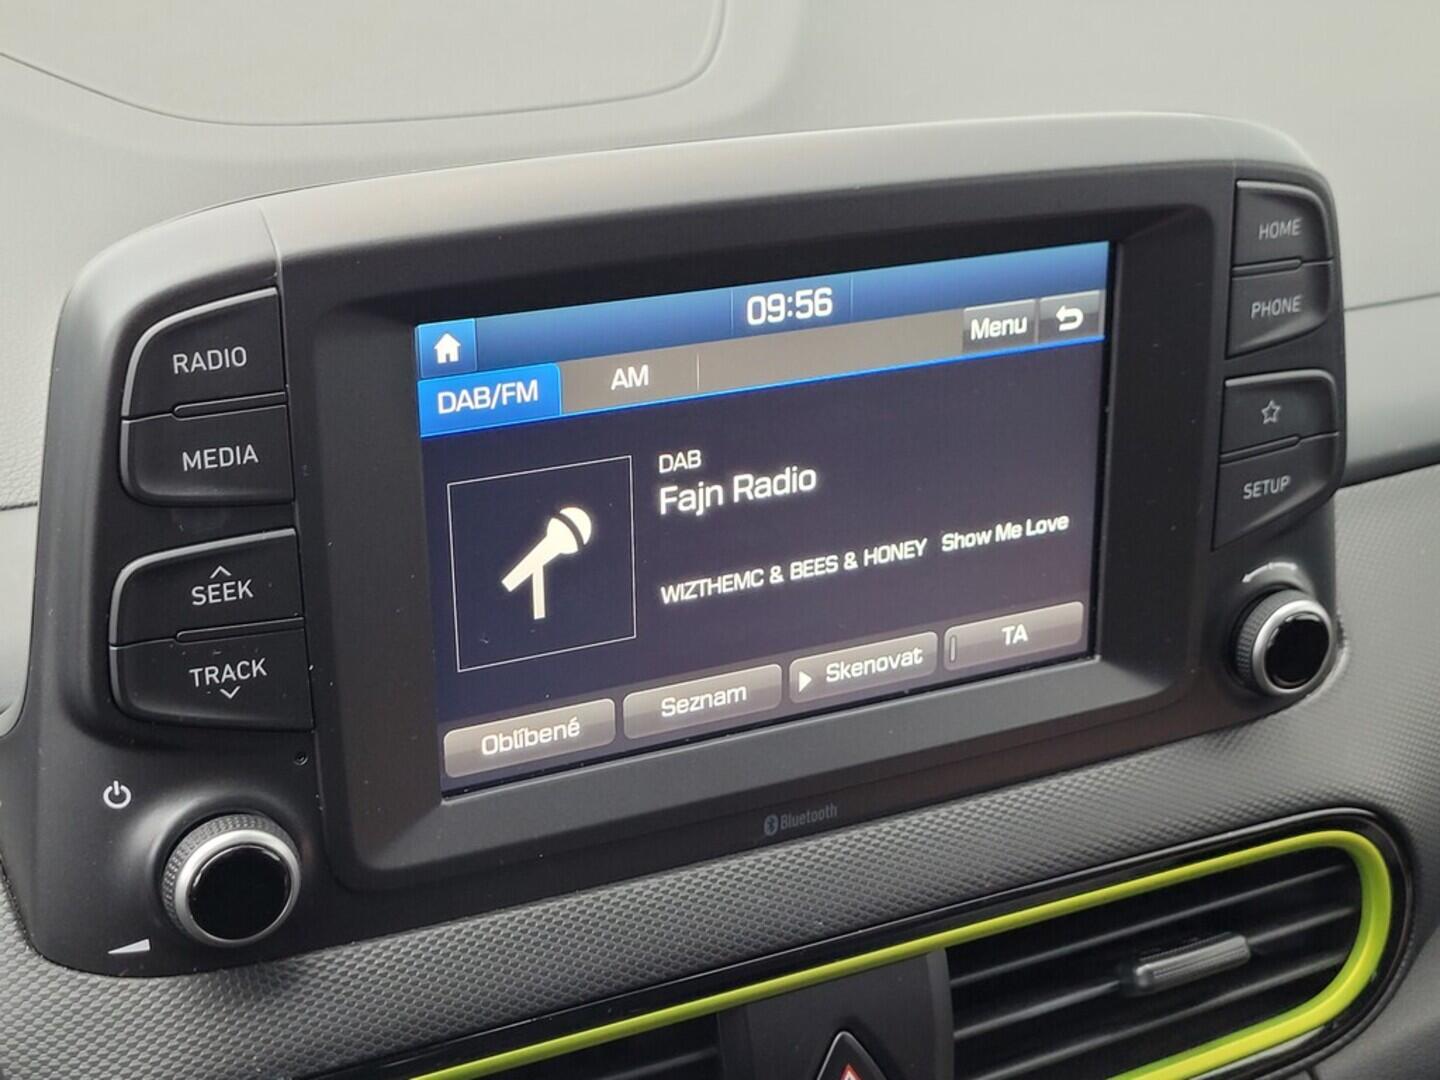 09:56
Menu
DAB/FM
AM
DAB
Fajn Radio
WIZTHEMC & BEES & HONEY Show Me Love
Oblíbené
Seznam
Skenovat
TA
RADIO
MEDIA
SEEK
TRACK
HOME
PHONE
SETUP
Bluetooth